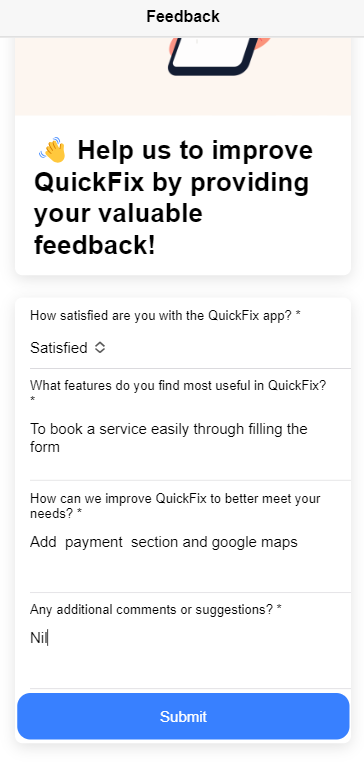 Feedback
👋 Help us to improve
QuickFix by providing
your valuable
feedback!
How satisfied are you with the QuickFix app? *
Satisfied
What features do you find most useful in QuickFix?
*
To book a service easily through filling the
form
How can we improve QuickFix to better meet your
needs? *
Add  payment  section and google maps
Any additional comments or suggestions? *
Nil
Submit